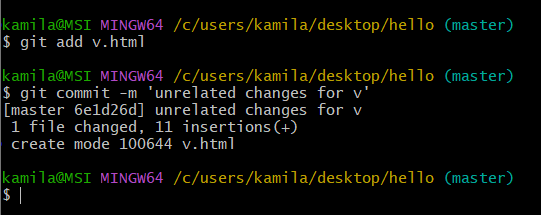 kamila@MSI MINGW64 /c/users/kamila/desktop/hello (master)
$ git add v.html
kamila@MSI MINGW64 /c/users/kamila/desktop/hello (master)
$ git commit -m 'unrelated changes for v'
[master 6e1d26d] unrelated changes for v
 1 file changed, 11 insertions(+)
 create mode 100644 v.html
kamila@MSI MINGW64 /c/users/kamila/desktop/hello (master)
$